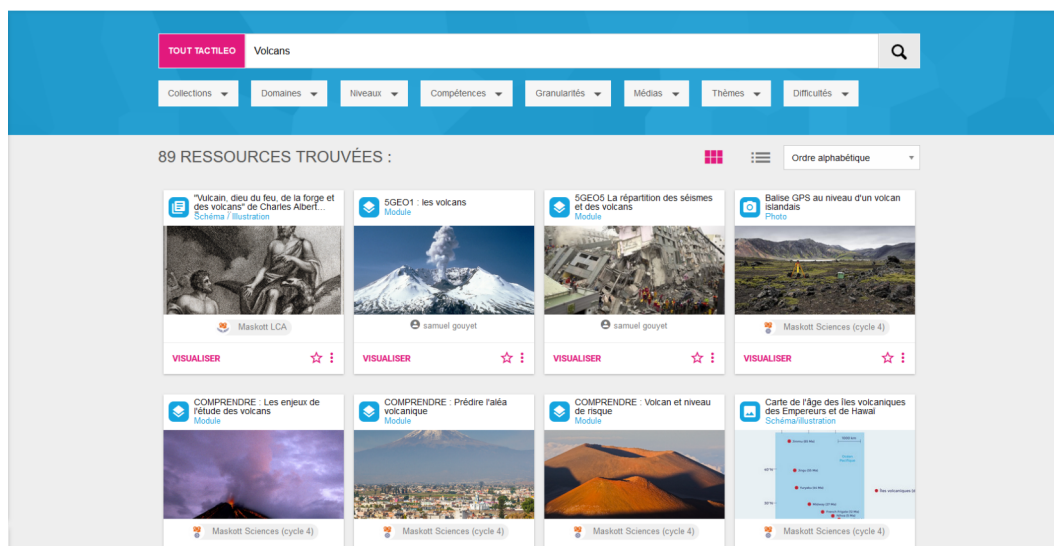 TOUT TACTILEO Volcans
Collections Domaines Niveaux Compétences Granularités Médias Thèmes Difficultés
89 RESSOURCES TROUVÉES :
Ordre alphabétique
"Vulcain, dieu du feu, de la forge et
des volcans" de Charles Albert...
Schéma / Illustration
Maskott LCA
VISUALISER
5GEO1 : les volcans
Module
samuel gouyet
VISUALISER
5GEO5 La répartition des séismes
et des volcans
Module
samuel gouyet
VISUALISER
Balise GPS au niveau d'un volcan
islandais
Photo
Maskott Sciences (cycle 4)
VISUALISER
COMPRENDRE : Les enjeux de
l'étude des volcans
Module
Maskott Sciences (cycle 4)
COMPRENDRE : Prédire l'aléa
volcanique
Module
Maskott Sciences (cycle 4)
COMPRENDRE : Volcan et niveau
de risque
Module
Maskott Sciences (cycle 4)
Carte de l'âge des îles volcaniques
des Empereurs et de Hawaï
Schéma/illustration
Maskott Sciences (cycle 4)